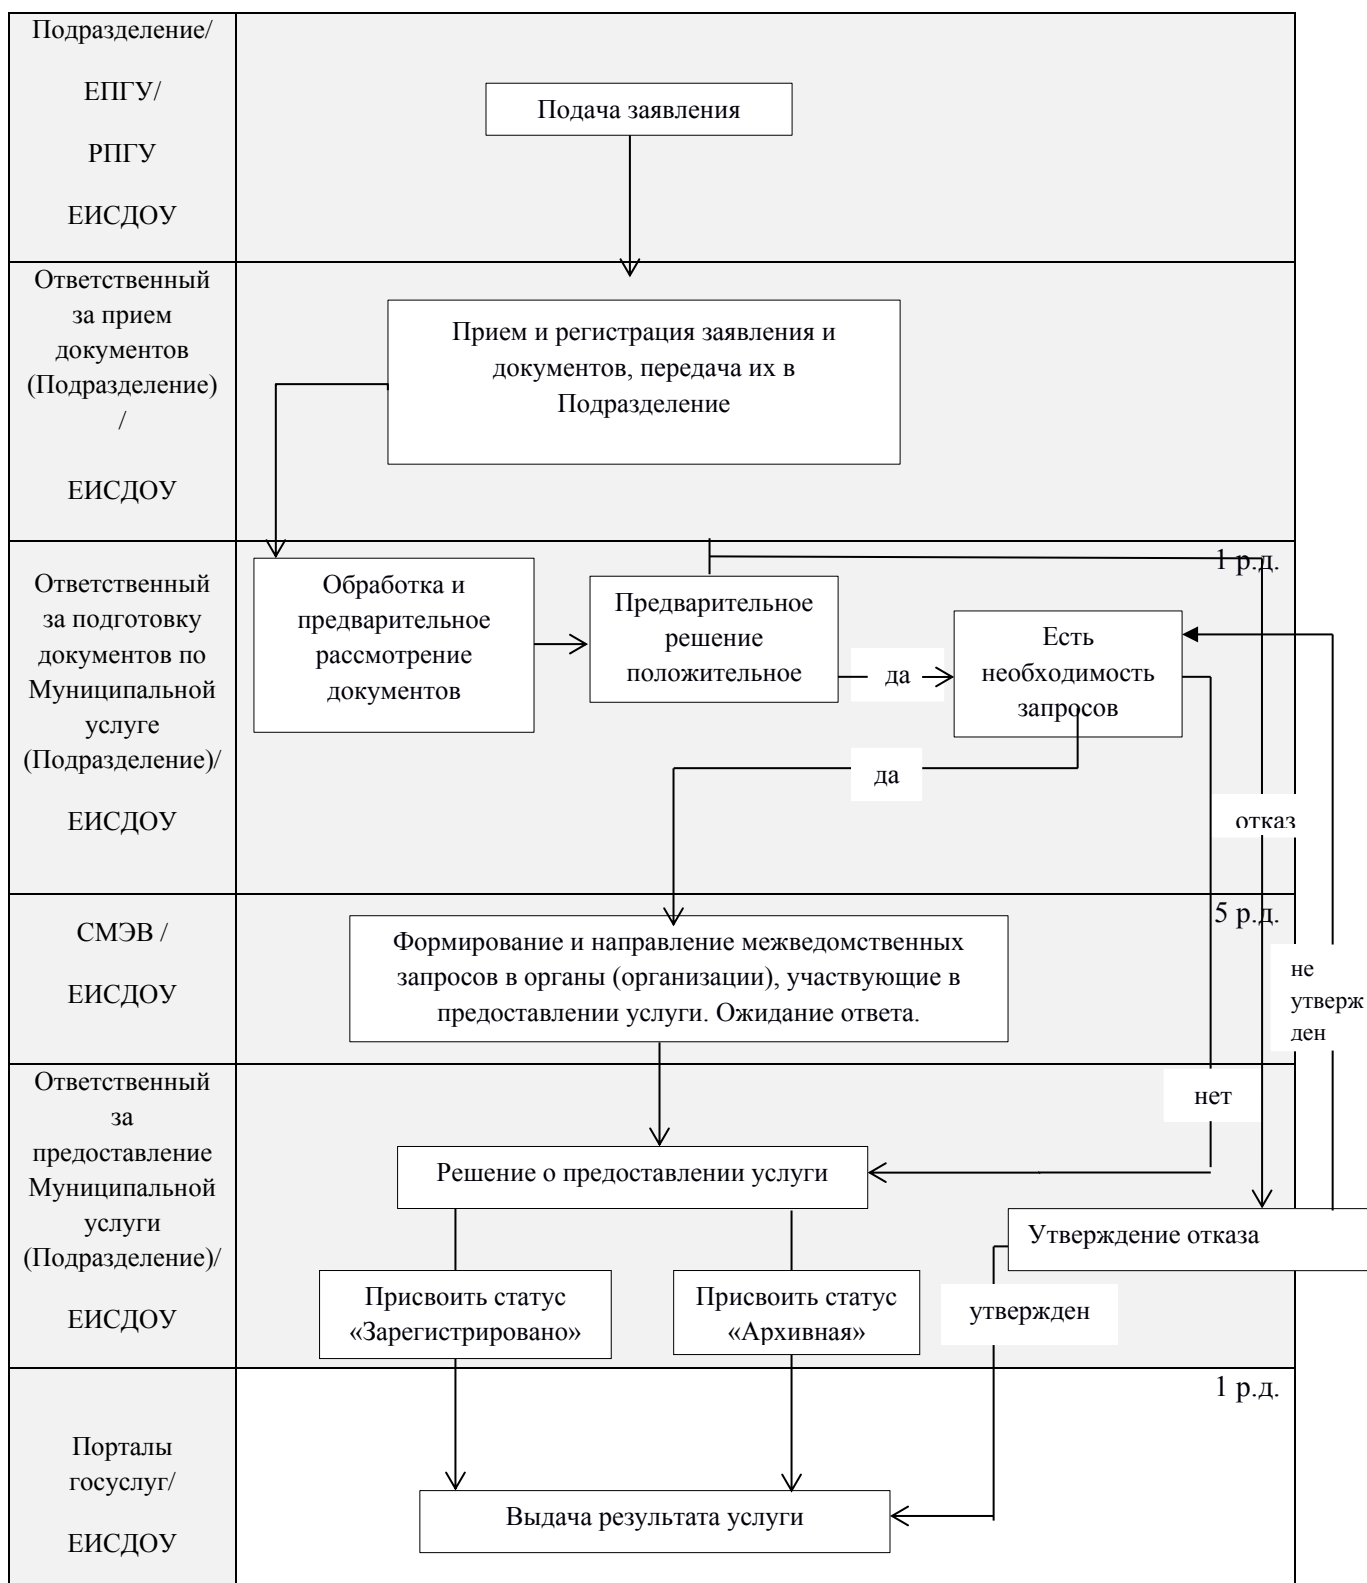 Подразделение/
ЕПГУ/
РПГУ
ЕИСДОУ
Подача заявления
Ответственный
за прием
документов
(Подразделение)
/
ЕИСДОУ
Прием и регистрация заявления и
документов, передача их в
Подразделение
Ответственный
за подготовку
документов по
Муниципальной
услуге
(Подразделение)/
ЕИСДОУ
1 р.д.
Обработка и
предварительное
рассмотрение
документов
Предварительное
решение
положительное
да
Есть
необходимость
запросов
да
отказ
СМЭВ /
ЕИСДОУ
5 р.д.
Формирование и направление межведомственных
запросов в органы (организации), участвующие в
предоставлении услуги. Ожидание ответа.
не
утверж
ден
Ответственный
за
предоставление
Муниципальной
услуги
(Подразделение)/
ЕИСДОУ
нет
Решение о предоставлении услуги
Утверждение отказа
Присвоить статус
«Зарегистрировано»
Присвоить статус
«Архивная»
утвержден
Порталы
госуслуг/
ЕИСДОУ
1 р.д.
Выдача результата услуги